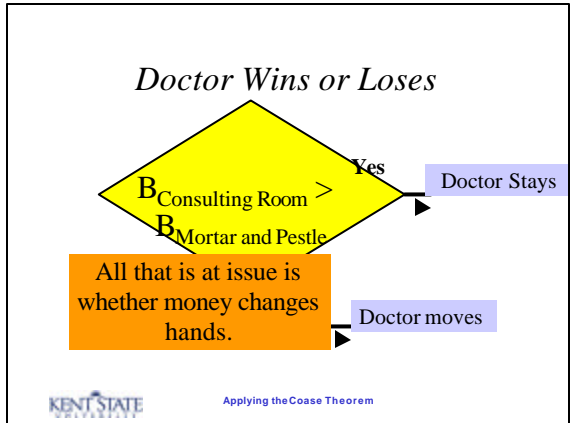 Doctor Wins or Loses
Yes
B Consulting Room >
B Mortar and Pestle
Doctor Stays
All that is at issue is
whether money changes
hands.
Doctor moves
KENT STATE
UNIVERSITY
Applying the Coase Theorem